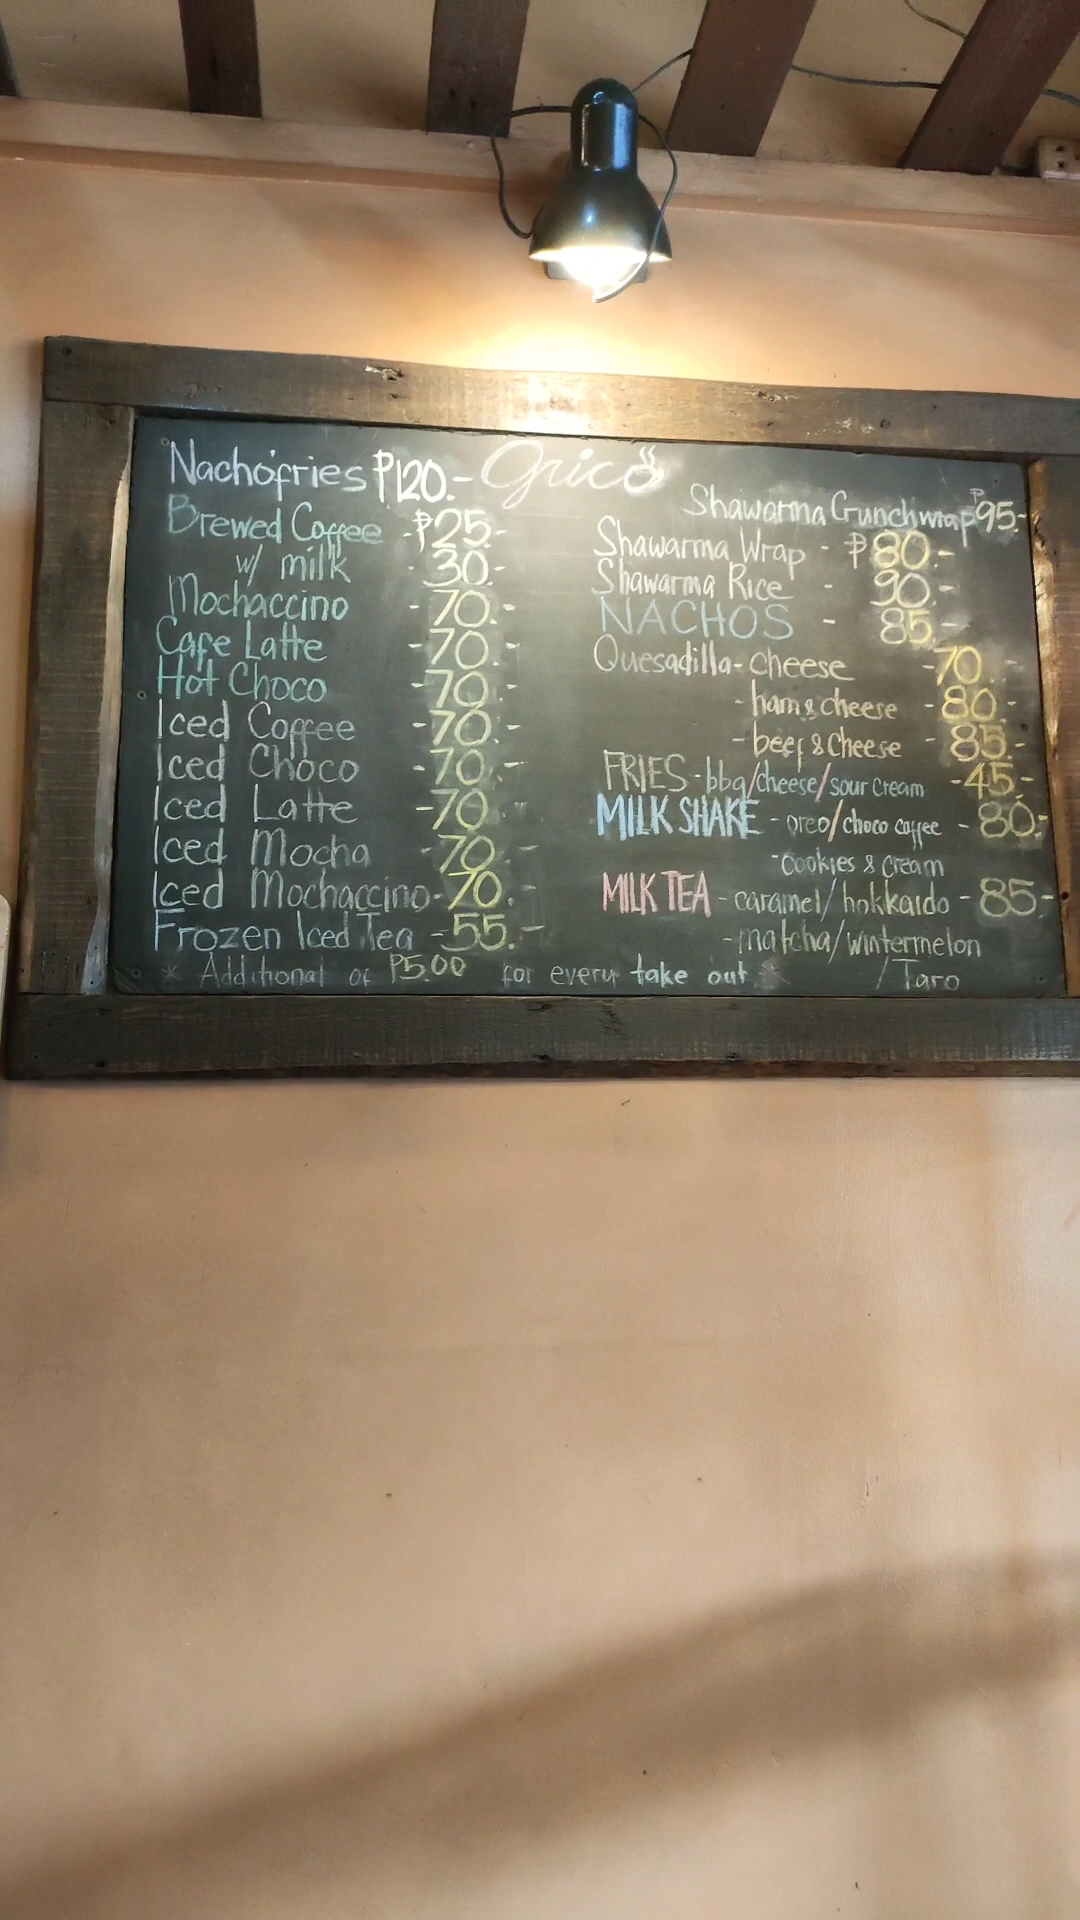 Nachofries ₱120.-
Gricô
Brewed Coffee -₱25.-
w/ milk - 30.-
Mochaccino - 70.-
Cafe Latte - 70.-
Hot Choco - 70.-
Iced Coffee - 70.-
Iced Choco - 70.-
Iced Latte - 70.-
Iced Mocha - 70.-
Iced Mochaccino - 70.
Frozen Iced Tea - 55.-
* Additional of ₱5.00 for every take out *
Shawarma Crunchwrap ₱95.-
Shawarma Wrap - ₱80.-
Shawarma Rice - 90.-
NACHOS - 85.-
Quesadilla - cheese - 70.-
- ham & cheese - 80.-
- beef & cheese - 85.-
FRIES - bbq/cheese/sour cream - 45.-
MILK SHAKE - oreo/choco coffee - 80.-
- cookies & cream
MILK TEA - caramel/hokkaido - 85.-
- matcha/wintermelon
/Taro